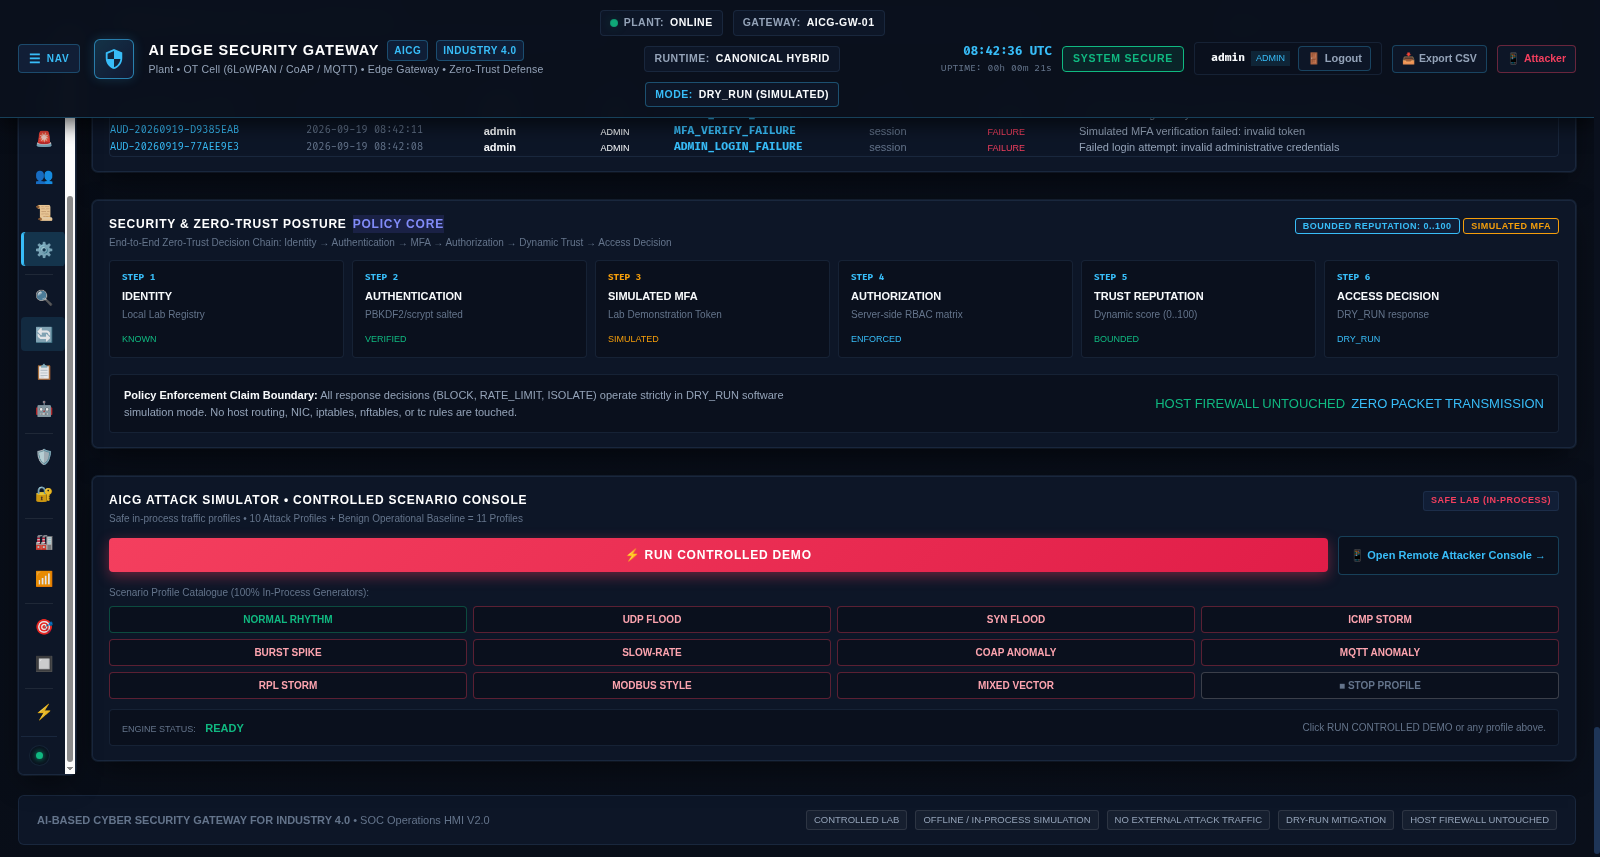 PLANT: ONLINE
GATEWAY: AICG-GW-01
☰ NAV
AI EDGE SECURITY GATEWAY AICG INDUSTRY 4.0
Plant • OT Cell (6LoWPAN / CoAP / MQTT) • Edge Gateway • Zero-Trust Defense
RUNTIME: CANONICAL HYBRID
MODE: DRY_RUN (SIMULATED)
08:42:36 UTC
UPTIME: 00h 00m 21s
SYSTEM SECURE
admin ADMIN Logout
Export CSV
Attacker
AUD-20260919-D9385EAB 2026-09-19 08:42:11 admin ADMIN MFA_VERIFY_FAILURE session FAILURE Simulated MFA verification failed: invalid token
AUD-20260919-77AEE9E3 2026-09-19 08:42:08 admin ADMIN ADMIN_LOGIN_FAILURE session FAILURE Failed login attempt: invalid administrative credentials
SECURITY & ZERO-TRUST POSTURE POLICY CORE
BOUNDED REPUTATION: 0..100 SIMULATED MFA
End-to-End Zero-Trust Decision Chain: Identity → Authentication → MFA → Authorization → Dynamic Trust → Access Decision
STEP 1
IDENTITY
Local Lab Registry
KNOWN
STEP 2
AUTHENTICATION
PBKDF2/scrypt salted
VERIFIED
STEP 3
SIMULATED MFA
Lab Demonstration Token
SIMULATED
STEP 4
AUTHORIZATION
Server-side RBAC matrix
ENFORCED
STEP 5
TRUST REPUTATION
Dynamic score (0..100)
BOUNDED
STEP 6
ACCESS DECISION
DRY_RUN response
DRY_RUN
Policy Enforcement Claim Boundary: All response decisions (BLOCK, RATE_LIMIT, ISOLATE) operate strictly in DRY_RUN software
simulation mode. No host routing, NIC, iptables, nftables, or tc rules are touched.
HOST FIREWALL UNTOUCHED ZERO PACKET TRANSMISSION
AICG ATTACK SIMULATOR • CONTROLLED SCENARIO CONSOLE
SAFE LAB (IN-PROCESS)
Safe in-process traffic profiles • 10 Attack Profiles + Benign Operational Baseline = 11 Profiles
⚡ RUN CONTROLLED DEMO
Open Remote Attacker Console →
Scenario Profile Catalogue (100% In-Process Generators):
NORMAL RHYTHM UDP FLOOD SYN FLOOD ICMP STORM
BURST SPIKE SLOW-RATE COAP ANOMALY MQTT ANOMALY
RPL STORM MODBUS STYLE MIXED VECTOR ■ STOP PROFILE
ENGINE STATUS: READY
Click RUN CONTROLLED DEMO or any profile above.
AI-BASED CYBER SECURITY GATEWAY FOR INDUSTRY 4.0 • SOC Operations HMI V2.0
CONTROLLED LAB OFFLINE / IN-PROCESS SIMULATION NO EXTERNAL ATTACK TRAFFIC DRY-RUN MITIGATION HOST FIREWALL UNTOUCHED